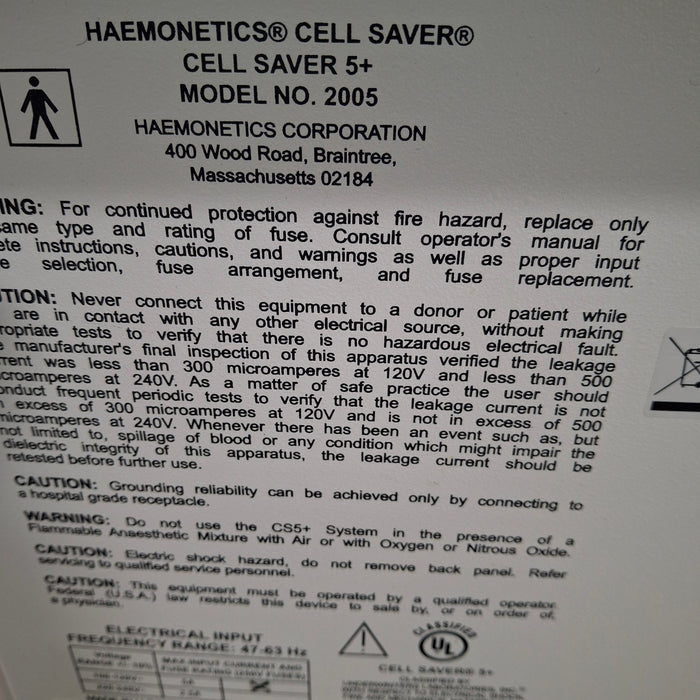 HAEMONETICS® CELL SAVER®
CELL SAVER 5+
MODEL NO. 2005
HAEMONETICS CORPORATION
400 Wood Road, Braintree,
Massachusetts 02184
ING: For continued protection against fire hazard, replace only
ame type and rating of fuse. Consult operator's manual for
ete instructions, cautions, and warnings as well as proper input
e selection, fuse arrangement, and fuse replacement.
TION: Never connect this equipment to a donor or patient while
are in contact with any other electrical source, without making
ropriate tests to verify that there is no hazardous electrical fault.
e manufacturer's final inspection of this apparatus verified the leakage
rrent was less than 300 microamperes at 120V and less than 500
croamperes at 240V. As a matter of safe practice the user should
onduct frequent periodic tests to verify that the leakage current is not
n excess of 300 microamperes at 120V and is not in excess of 500
microamperes at 240V. Whenever there has been an event such as, but
not limited to, spillage of blood or any condition which might impair the
dielectric integrity of this apparatus, the leakage current should be
retested before further use.
CAUTION: Grounding reliability can be achieved only by connecting to
a hospital grade receptacle.
WARNING: Do not use the CS5+ System in the presence of a
Flammable Anaesthetic Mixture with Air or with Oxygen or Nitrous Oxide.
CAUTION: Electric shock hazard, do not remove back panel. Refer
servicing to qualified service personnel.
CAUTION: This equipment must be operated by a qualified operator.
Federal (U.S.A.) law restricts this device to sale by, or on order of,
a physician.
ELECTRICAL INPUT
FREQUENCY RANGE: 47-63 Hz
CLASSIFIED
UL
CELL SAVER® 5+